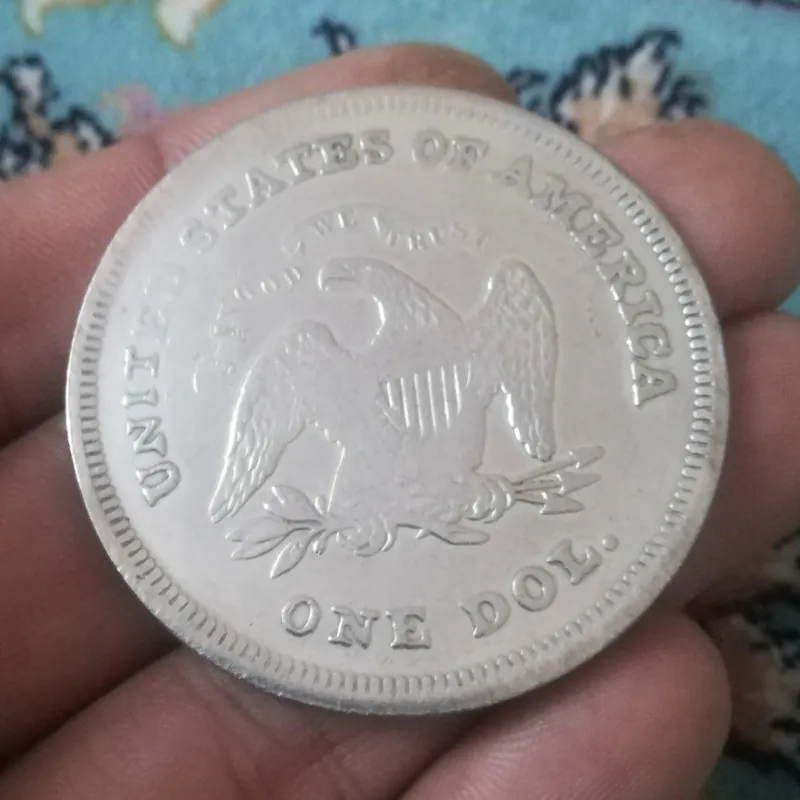 UNITED STATES OF AMERICA
IN GOD WE TRUST
ONE DOL.